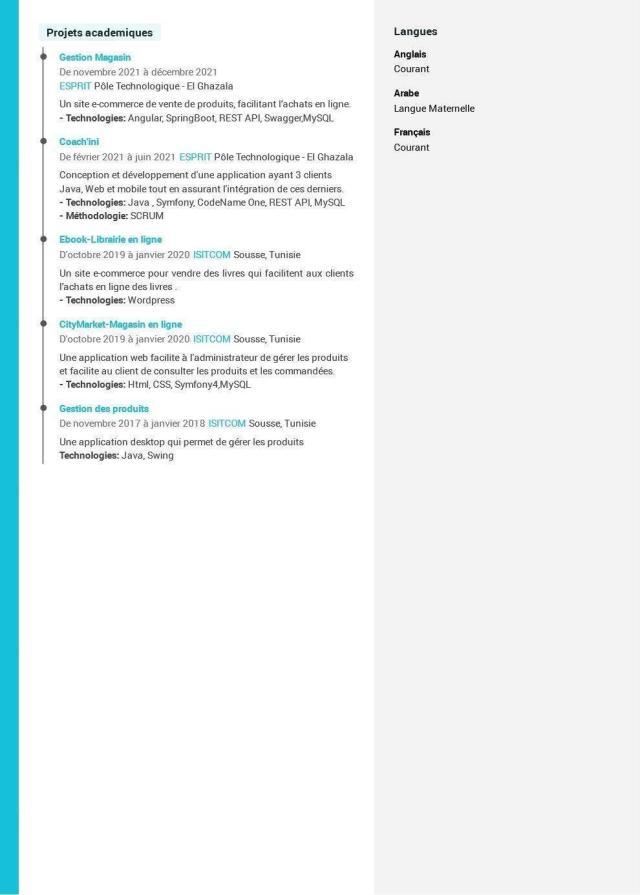 Projets academiques
Gestion Magasin
De novembre 2021 à décembre 2021
ESPRIT Pôle Technologique - El Ghazala
Un site e-commerce de vente de produits, facilitant l'achats en ligne.
- Technologies: Angular, SpringBoot, REST API, Swagger,MySQL
Coach'ini
De février 2021 à juin 2021 ESPRIT Pôle Technologique - El Ghazala
Conception et développement d'une application ayant 3 clients
Java, Web et mobile tout en assurant l'intégration de ces derniers.
- Technologies: Java , Symfony, CodeName One, REST API, MySQL
- Méthodologie: SCRUM
Ebook-Librairie en ligne
D'octobre 2019 à janvier 2020 ISITCOM Sousse, Tunisie
Un site e-commerce pour vendre des livres qui facilitent aux clients
l'achats en ligne des livres .
- Technologies: Wordpress
CityMarket-Magasin en ligne
D'octobre 2019 à janvier 2020 ISITCOM Sousse, Tunisie
Une application web facilite à l'administrateur de gérer les produits
et facilite au client de consulter les produits et les commandées.
- Technologies: Html, CSS, Symfony4,MySQL
Gestion des produits
De novembre 2017 à janvier 2018 ISITCOM Sousse, Tunisie
Une application desktop qui permet de gérer les produits
Technologies: Java, Swing
Langues
Anglais
Courant
Arabe
Langue Maternelle
Français
Courant